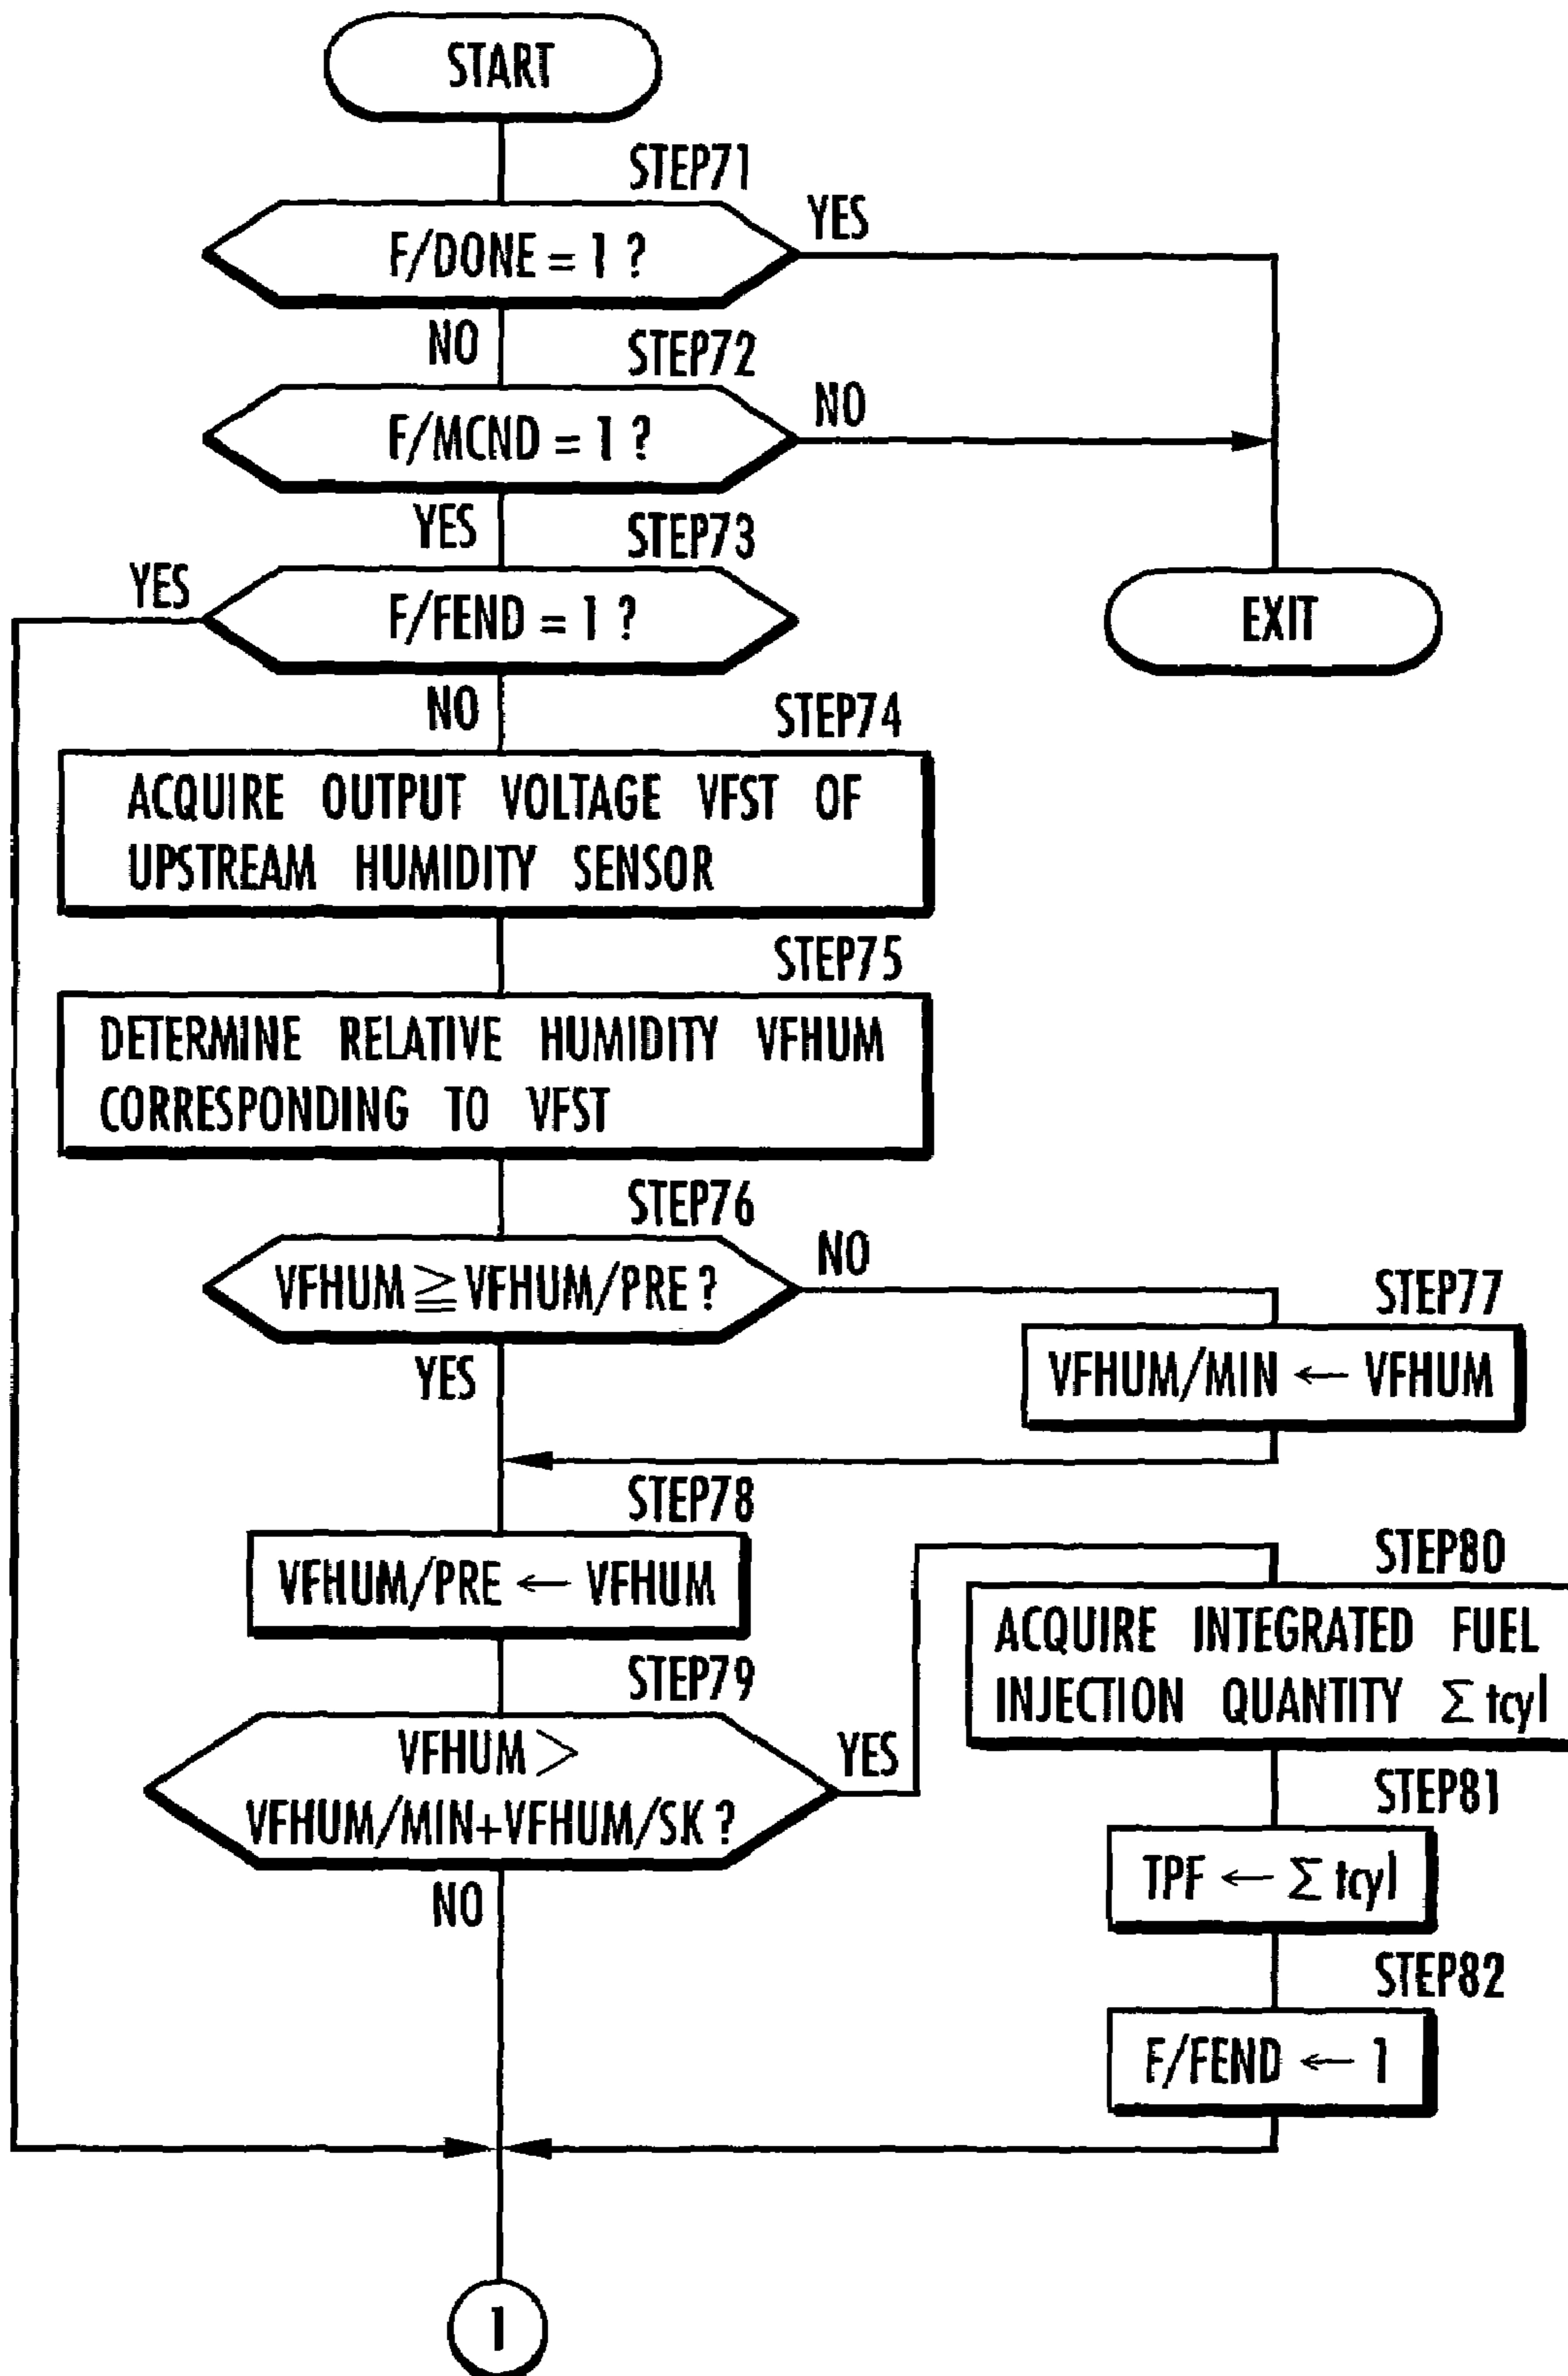 START
STEP71
F/DONE = 1 ?
YES
NO
STEP72
F/MCND = 1 ?
NO
YES
STEP73
YES
F/FEND = 1 ?
EXIT
NO
STEP74
ACQUIRE OUTPUT VOLTAGE VFST OF
UPSTREAM HUMIDITY SENSOR
STEP75
DETERMINE RELATIVE HUMIDITY VFHUM
CORRESPONDING TO VFST
STEP76
VFHUM ≧ VFHUM/PRE ?
NO
YES
STEP77
VFHUM/MIN ← VFHUM
STEP78
VFHUM/PRE ← VFHUM
STEP79
VFHUM >
VFHUM/MIN+VFHUM/SK ?
YES
NO
STEP80
ACQUIRE INTEGRATED FUEL
INJECTION QUANTITY Σ tcyl
STEP81
TPF ← Σ tcyl
STEP82
F/FEND ← 1
1